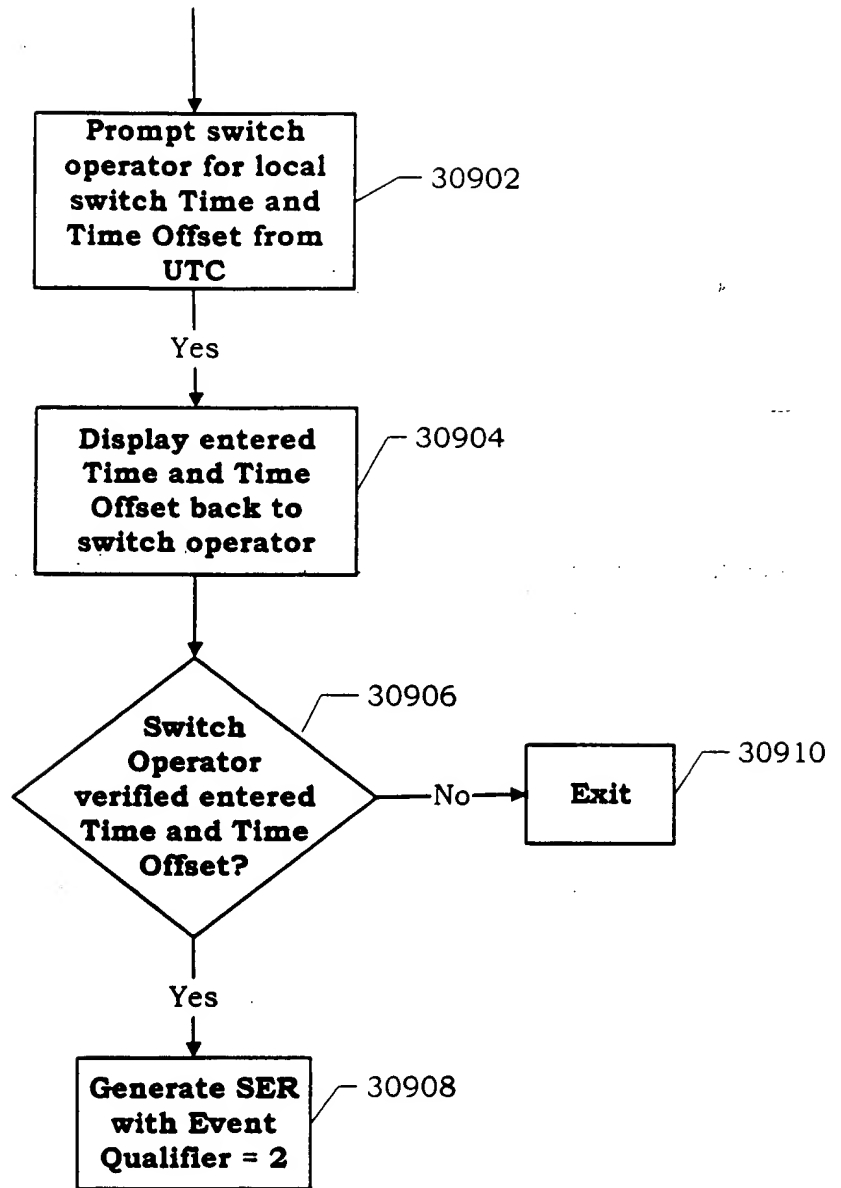 Prompt switch
operator for local
switch Time and
Time Offset from
UTC
30902
Yes
Display entered
Time and Time
Offset back to
switch operator
30904
Switch
Operator
verified entered
Time and Time
Offset?
30906
No
Exit
30910
Yes
Generate SER
with Event
Qualifier = 2
30908